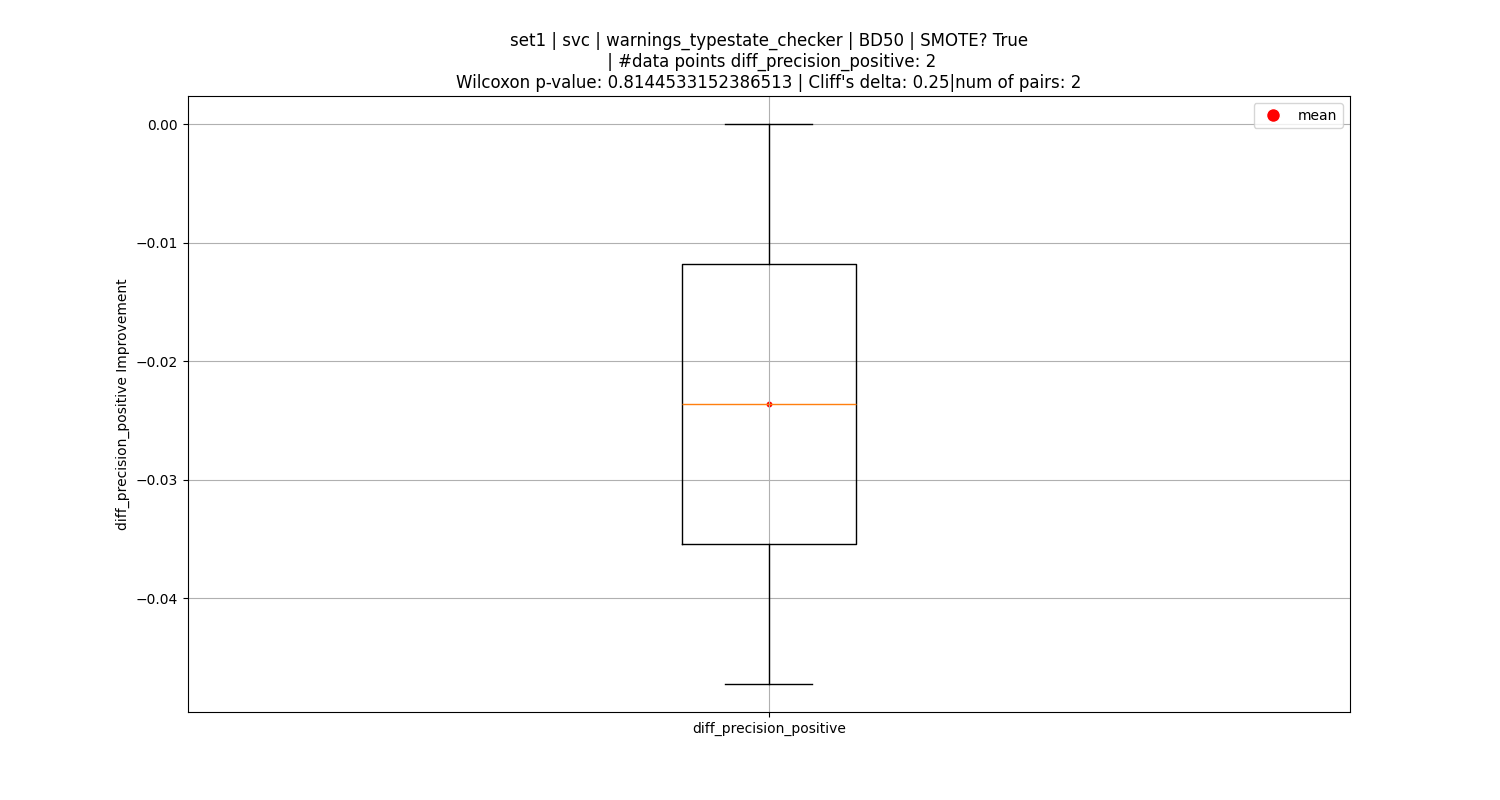 set1 | svc | warnings_typestate_checker | BD50 | SMOTE? True
| #data points diff_precision_positive: 2
Wilcoxon p-value: 0.8144533152386513 | Cliff's delta: 0.25|num of pairs: 2
mean
0.00
−0.01
−0.02
−0.03
−0.04
diff_precision_positive Improvement
diff_precision_positive